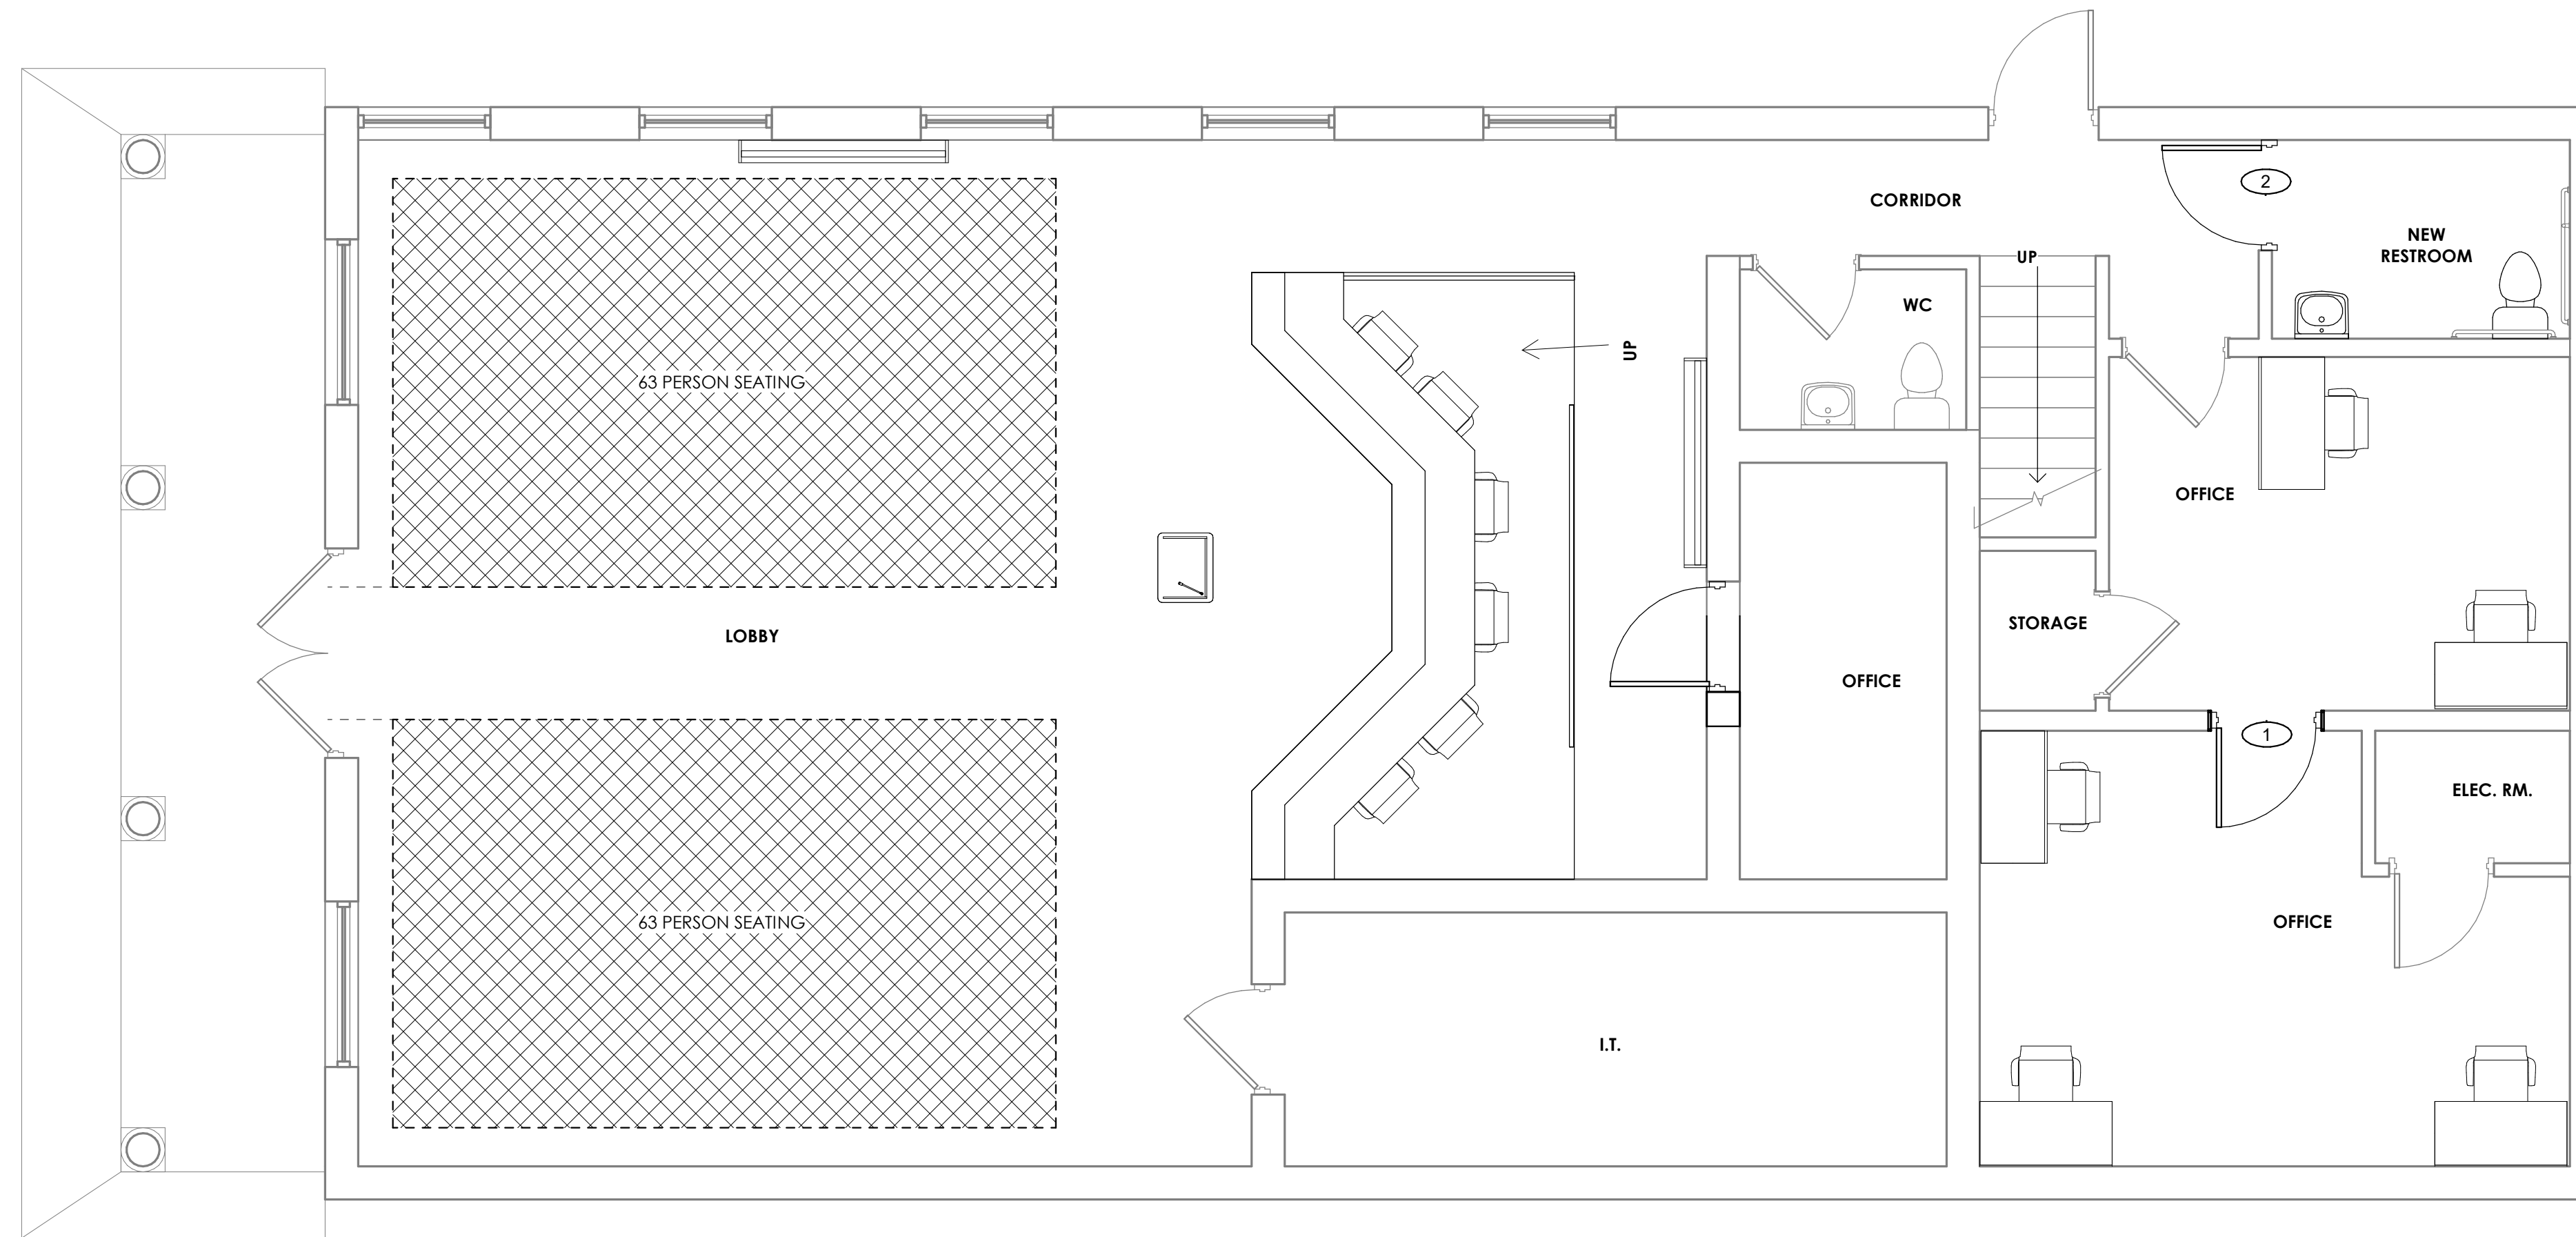 CORRIDOR
2
NEW
RESTROOM
UP
WC
UP
63 PERSON SEATING
OFFICE
STORAGE
LOBBY
OFFICE
1
ELEC. RM.
63 PERSON SEATING
OFFICE
I.T.